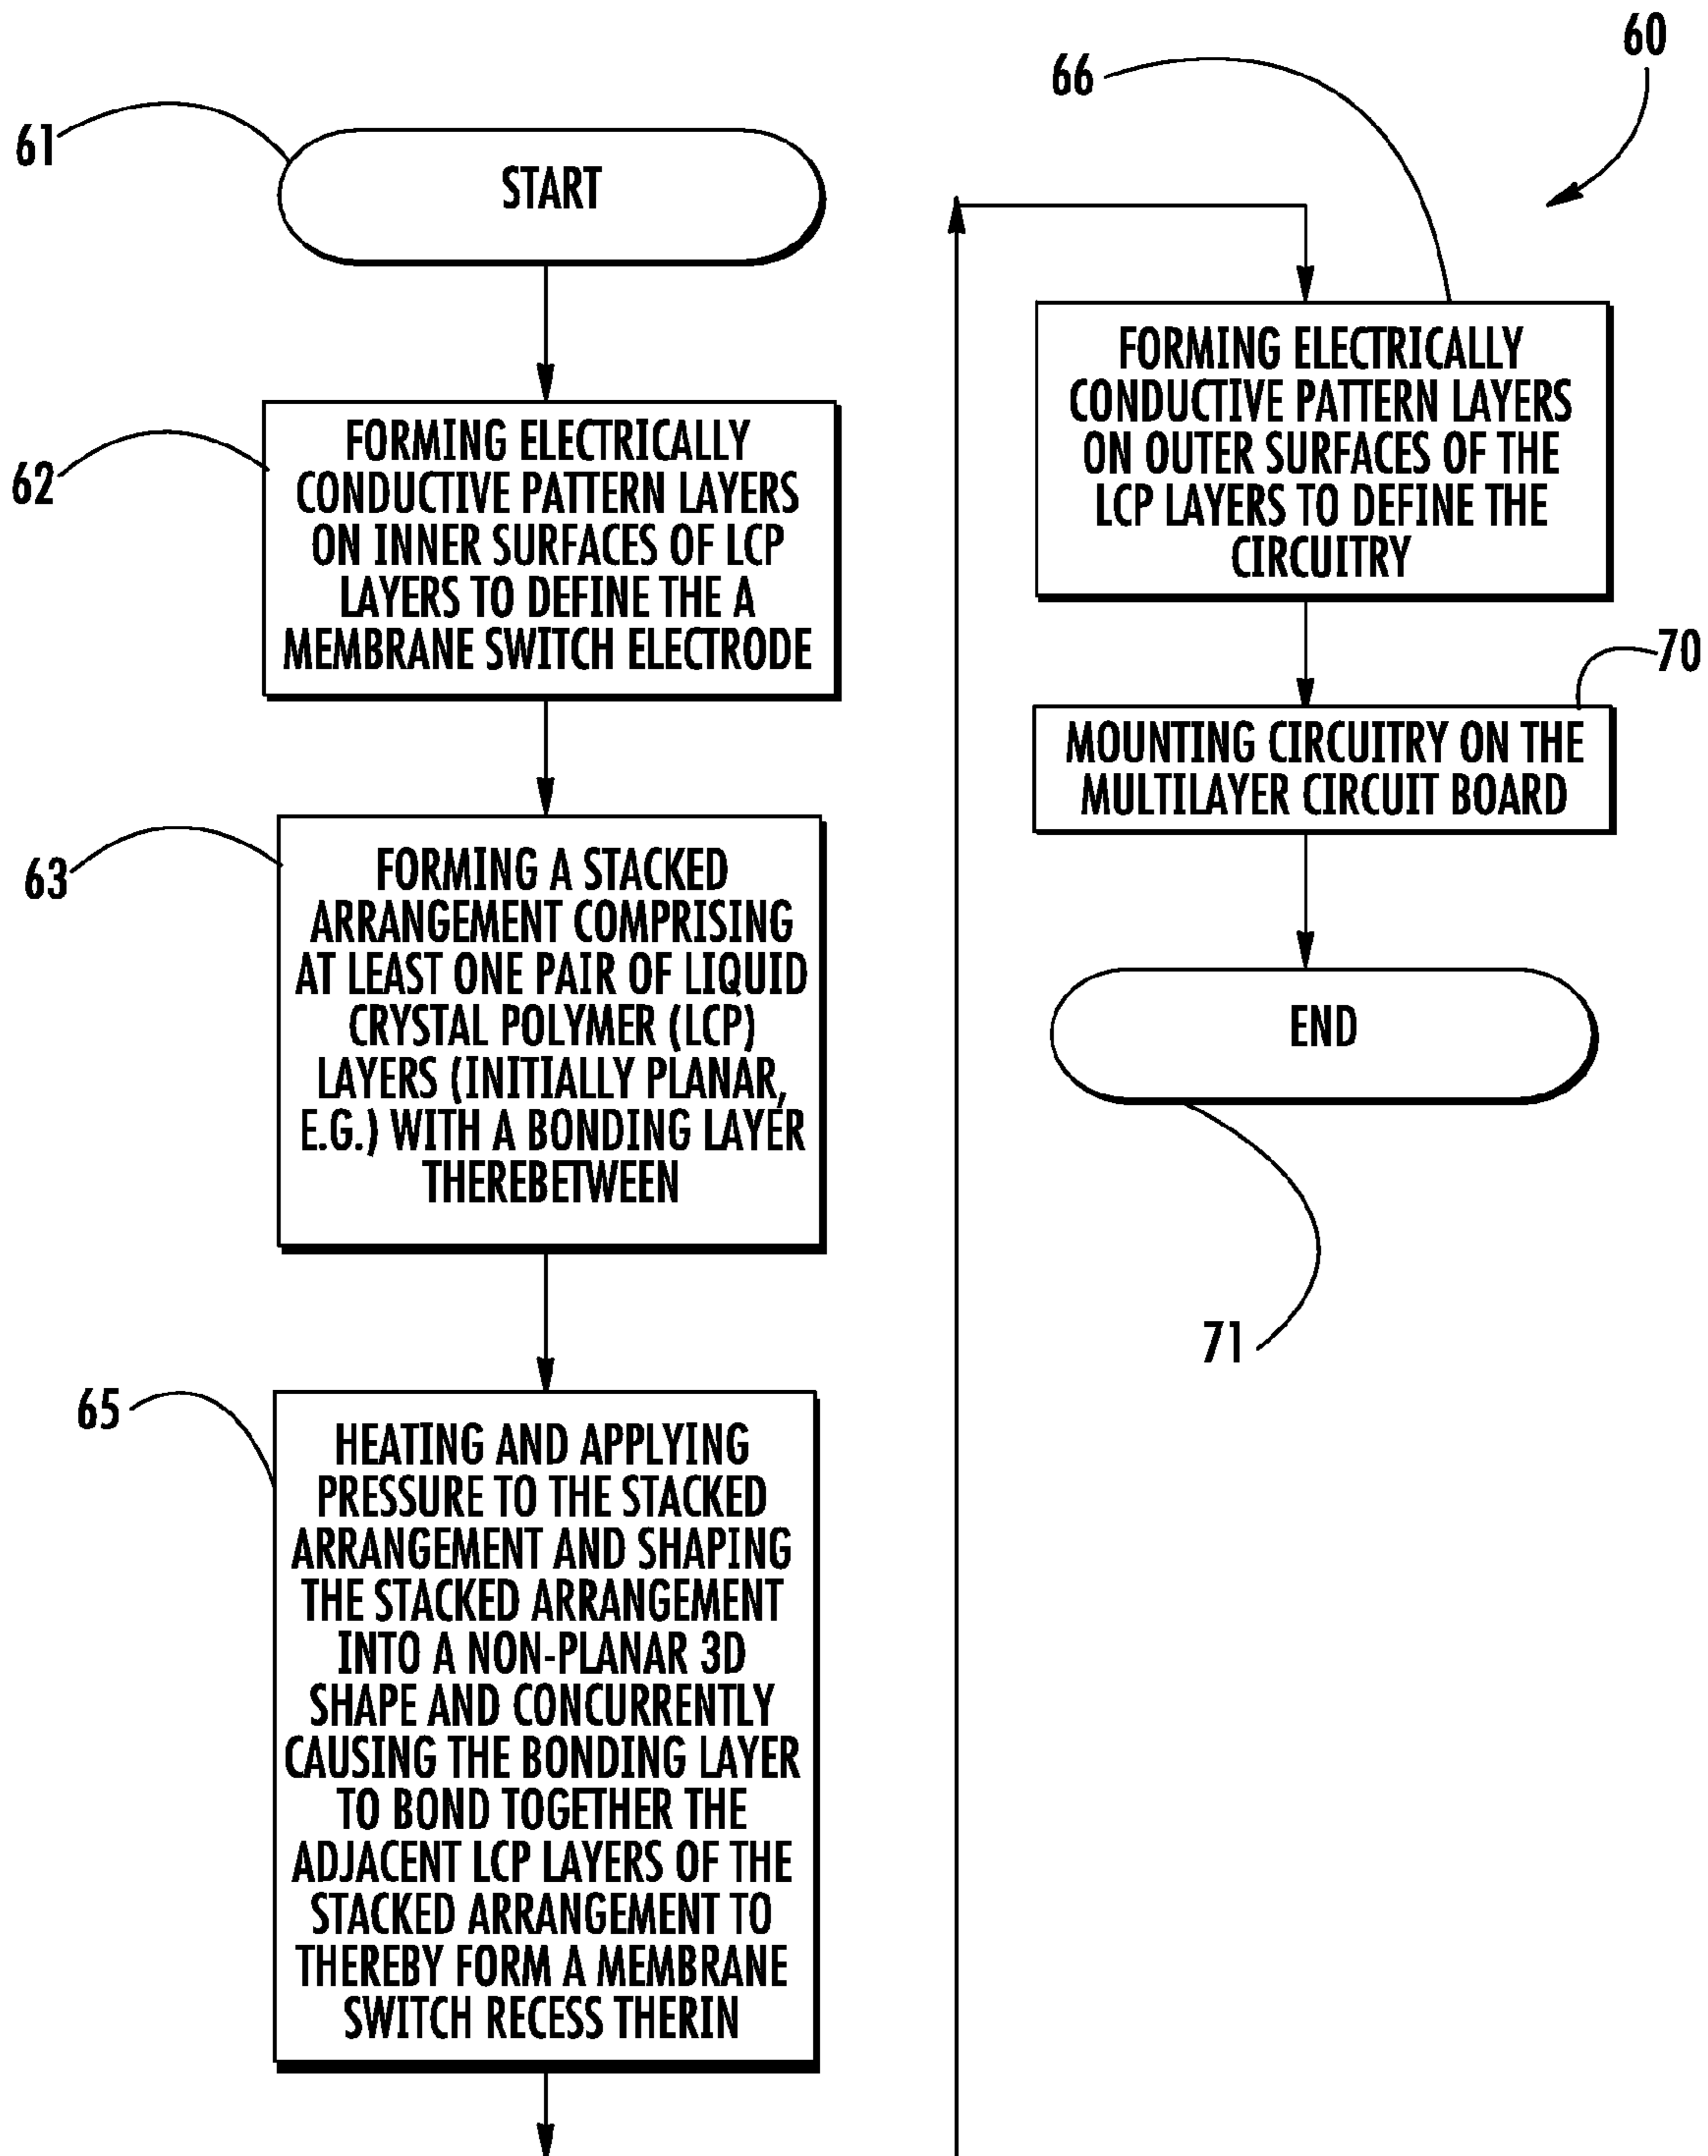 61
START
62
FORMING ELECTRICALLY
CONDUCTIVE PATTERN LAYERS
ON INNER SURFACES OF LCP
LAYERS TO DEFINE THE A
MEMBRANE SWITCH ELECTRODE
63
FORMING A STACKED
ARRANGEMENT COMPRISING
AT LEAST ONE PAIR OF LIQUID
CRYSTAL POLYMER (LCP)
LAYERS (INITIALLY PLANAR,
E.G.) WITH A BONDING LAYER
THEREBETWEEN
65
HEATING AND APPLYING
PRESSURE TO THE STACKED
ARRANGEMENT AND SHAPING
THE STACKED ARRANGEMENT
INTO A NON-PLANAR 3D
SHAPE AND CONCURRENTLY
CAUSING THE BONDING LAYER
TO BOND TOGETHER THE
ADJACENT LCP LAYERS OF THE
STACKED ARRANGEMENT TO
THEREBY FORM A MEMBRANE
SWITCH RECESS THERIN
60
66
FORMING ELECTRICALLY
CONDUCTIVE PATTERN LAYERS
ON OUTER SURFACES OF THE
LCP LAYERS TO DEFINE THE
CIRCUITRY
70
MOUNTING CIRCUITRY ON THE
MULTILAYER CIRCUIT BOARD
END
71